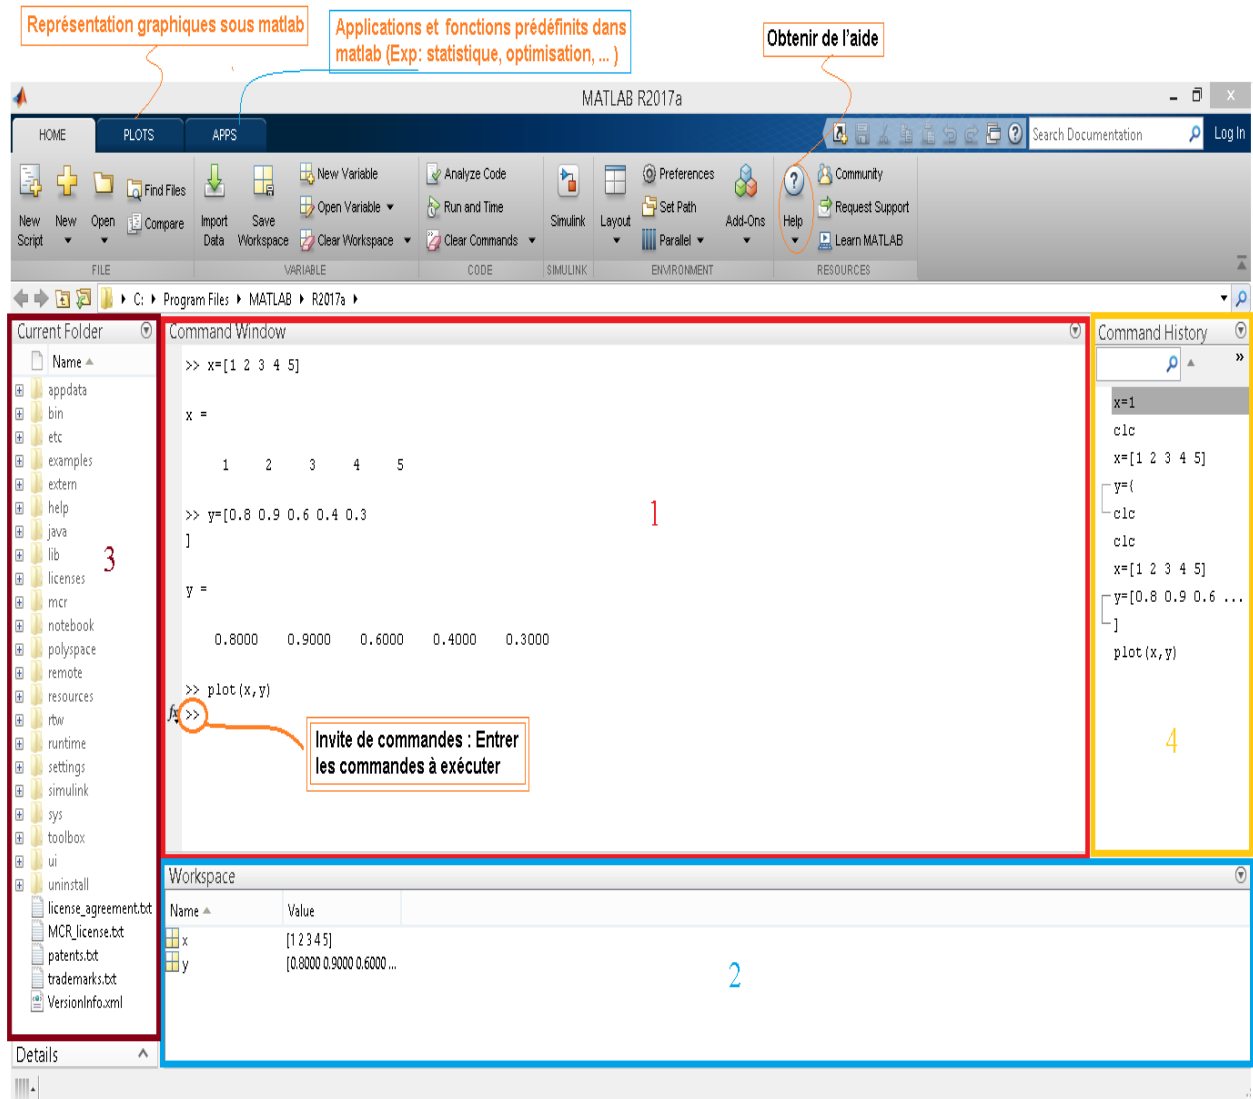 Représentation graphiques sous matlab
Applications et fonctions prédéfinits dans
matlab (Exp: statistique, optimisation, ... )
Obtenir de l'aide
MATLAB R2017a
HOME PLOTS APPS
Search Documentation
Log In
New Script
New
Open
Find Files
Compare
Import Data
Save Workspace
New Variable
Open Variable
Clear Workspace
Analyze Code
Run and Time
Clear Commands
Simulink
Layout
Preferences
Set Path
Parallel
Add-Ons
Help
Community
Request Support
Learn MATLAB
FILE VARIABLE CODE SIMULINK ENVIRONMENT RESOURCES
C: Program Files MATLAB R2017a
Current Folder
Name
appdata
bin
etc
examples
extern
help
java
lib
licenses
mcr
notebook
polyspace
remote
resources
rtw
runtime
settings
simulink
sys
toolbox
ui
uninstall
license_agreement.txt
MCR_license.txt
patents.txt
trademarks.txt
VersionInfo.xml
3
Details
Command Window
>> x=[1 2 3 4 5]
x =
1 2 3 4 5
>> y=[0.8 0.9 0.6 0.4 0.3
]
y =
0.8000 0.9000 0.6000 0.4000 0.3000
>> plot(x,y)
fx >>
1
Invite de commandes : Entrer
les commandes à exécuter
Command History
x=1
clc
x=[1 2 3 4 5]
y={
clc
clc
x=[1 2 3 4 5]
y=[0.8 0.9 0.6 ...
]
plot(x,y)
4
Workspace
Name Value
x [1 2 3 4 5]
y [0.8000 0.9000 0.6000 ...
2